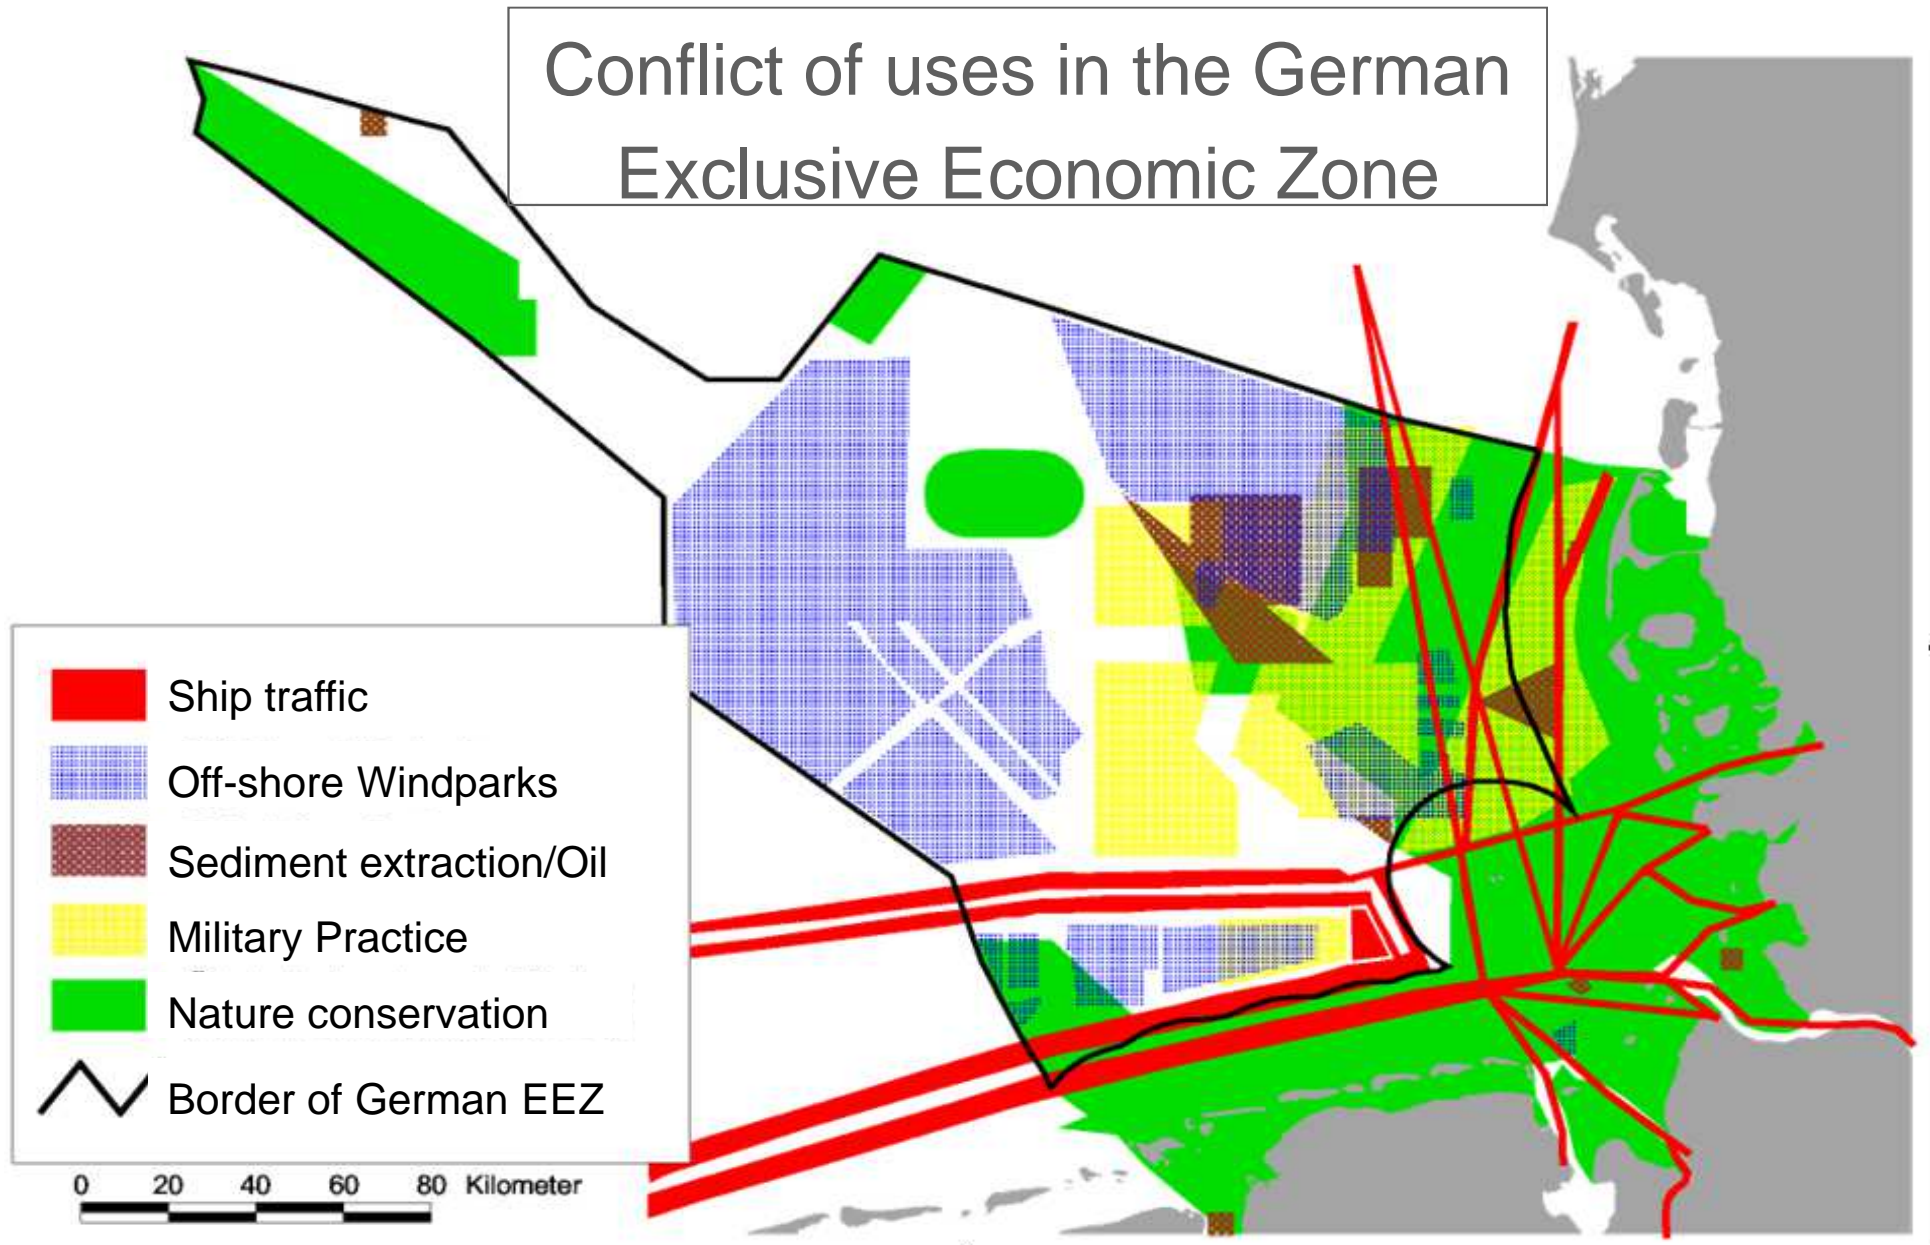 Conflict of uses in the German
Exclusive Economic Zone
Ship traffic
Off-shore Windparks
Sediment extraction/Oil
Military Practice
Nature conservation
Border of German EEZ
0 20 40 60 80 Kilometer